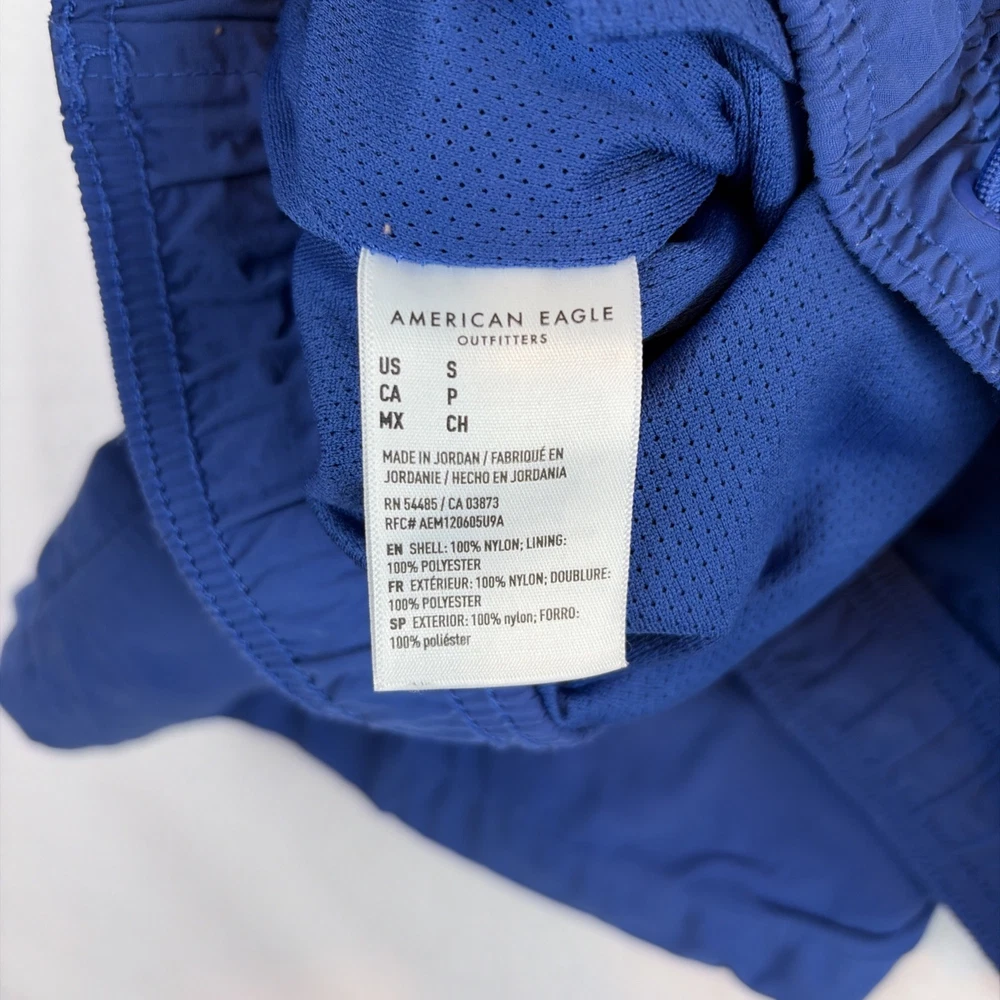 AMERICAN EAGLE
OUTFITTERS
US S
CA P
MX CH
MADE IN JORDAN / FABRIQUÉ EN
JORDANIE / HECHO EN JORDANIA
RN 54485 / CA 03873
RFC# AEM120605U9A
EN SHELL: 100% NYLON; LINING:
100% POLYESTER
FR EXTÉRIEUR: 100% NYLON; DOUBLURE:
100% POLYESTER
SP EXTERIOR: 100% nylon; FORRO:
100% poliéster